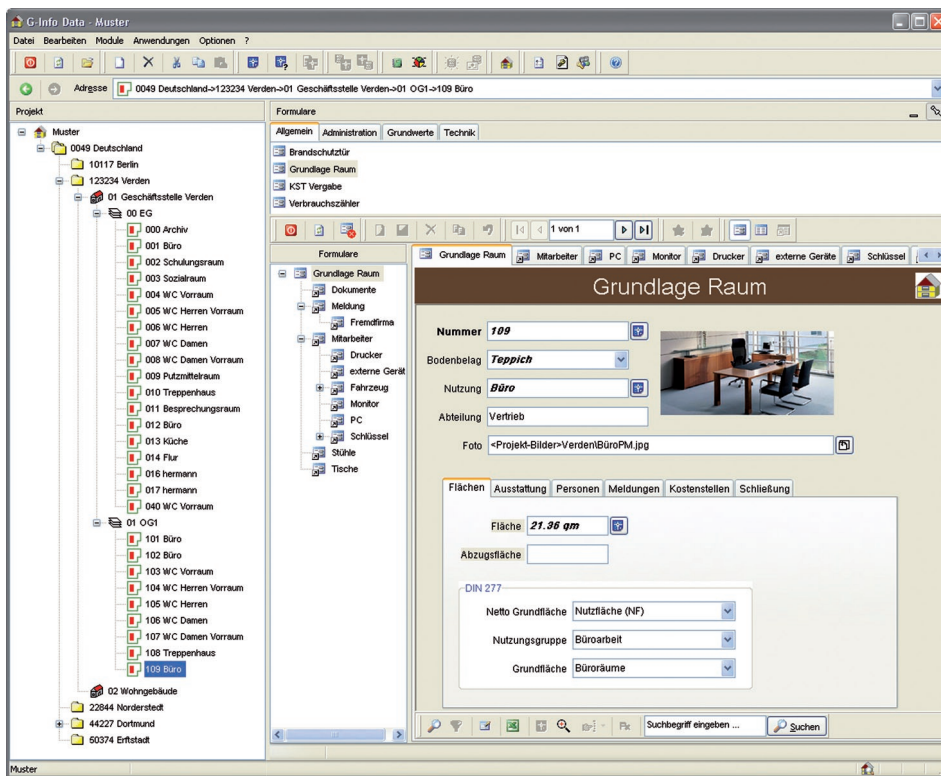 G-Info Data - Muster
Datei Bearbeiten Module Anwendungen Optionen ?
Adresse 0049 Deutschland->123234 Verden->01 Geschäftsstelle Verden->01 OG1->109 Büro
Projekt
Muster
0049 Deutschland
10117 Berlin
123234 Verden
01 Geschäftsstelle Verden
00 EG
000 Archiv
001 Büro
002 Schulungsraum
003 Sozialraum
004 WC Vorraum
005 WC Herren Vorraum
006 WC Herren
007 WC Damen
008 WC Damen Vorraum
009 Putzmittelraum
010 Treppenhaus
011 Besprechungsraum
012 Büro
013 Küche
014 Flur
016 hermann
017 hermann
040 WC Vorraum
01 OG1
101 Büro
102 Büro
103 WC Vorraum
104 WC Herren Vorraum
105 WC Herren
106 WC Damen
107 WC Damen Vorraum
108 Treppenhaus
109 Büro
02 Wohngebäude
22844 Norderstedt
44227 Dortmund
50374 Erftstadt
Formulare
Allgemein Administration Grundwerte Technik
Brandschutztür
Grundlage Raum
KST Vergabe
Verbrauchszähler
1 von 1
Formulare
Grundlage Raum
Dokumente
Meldung
Fremdfirma
Mitarbeiter
Drucker
externe Gerät
Fahrzeug
Monitor
PC
Schlüssel
Stühle
Tische
Grundlage Raum Mitarbeiter PC Monitor Drucker externe Geräte Schlüssel
Grundlage Raum
Nummer 109
Bodenbelag Teppich
Nutzung Büro
Abteilung Vertrieb
Foto <Projekt-Bilder>Verden\BüroPM.jpg
Flächen Ausstattung Personen Meldungen Kostenstellen Schließung
Fläche 21.36 qm
Abzugsfläche
DIN 277
Netto Grundfläche Nutzfläche (NF)
Nutzungsgruppe Büroarbeit
Grundfläche Büroräume
Suchbegriff eingeben ... Suchen
Muster